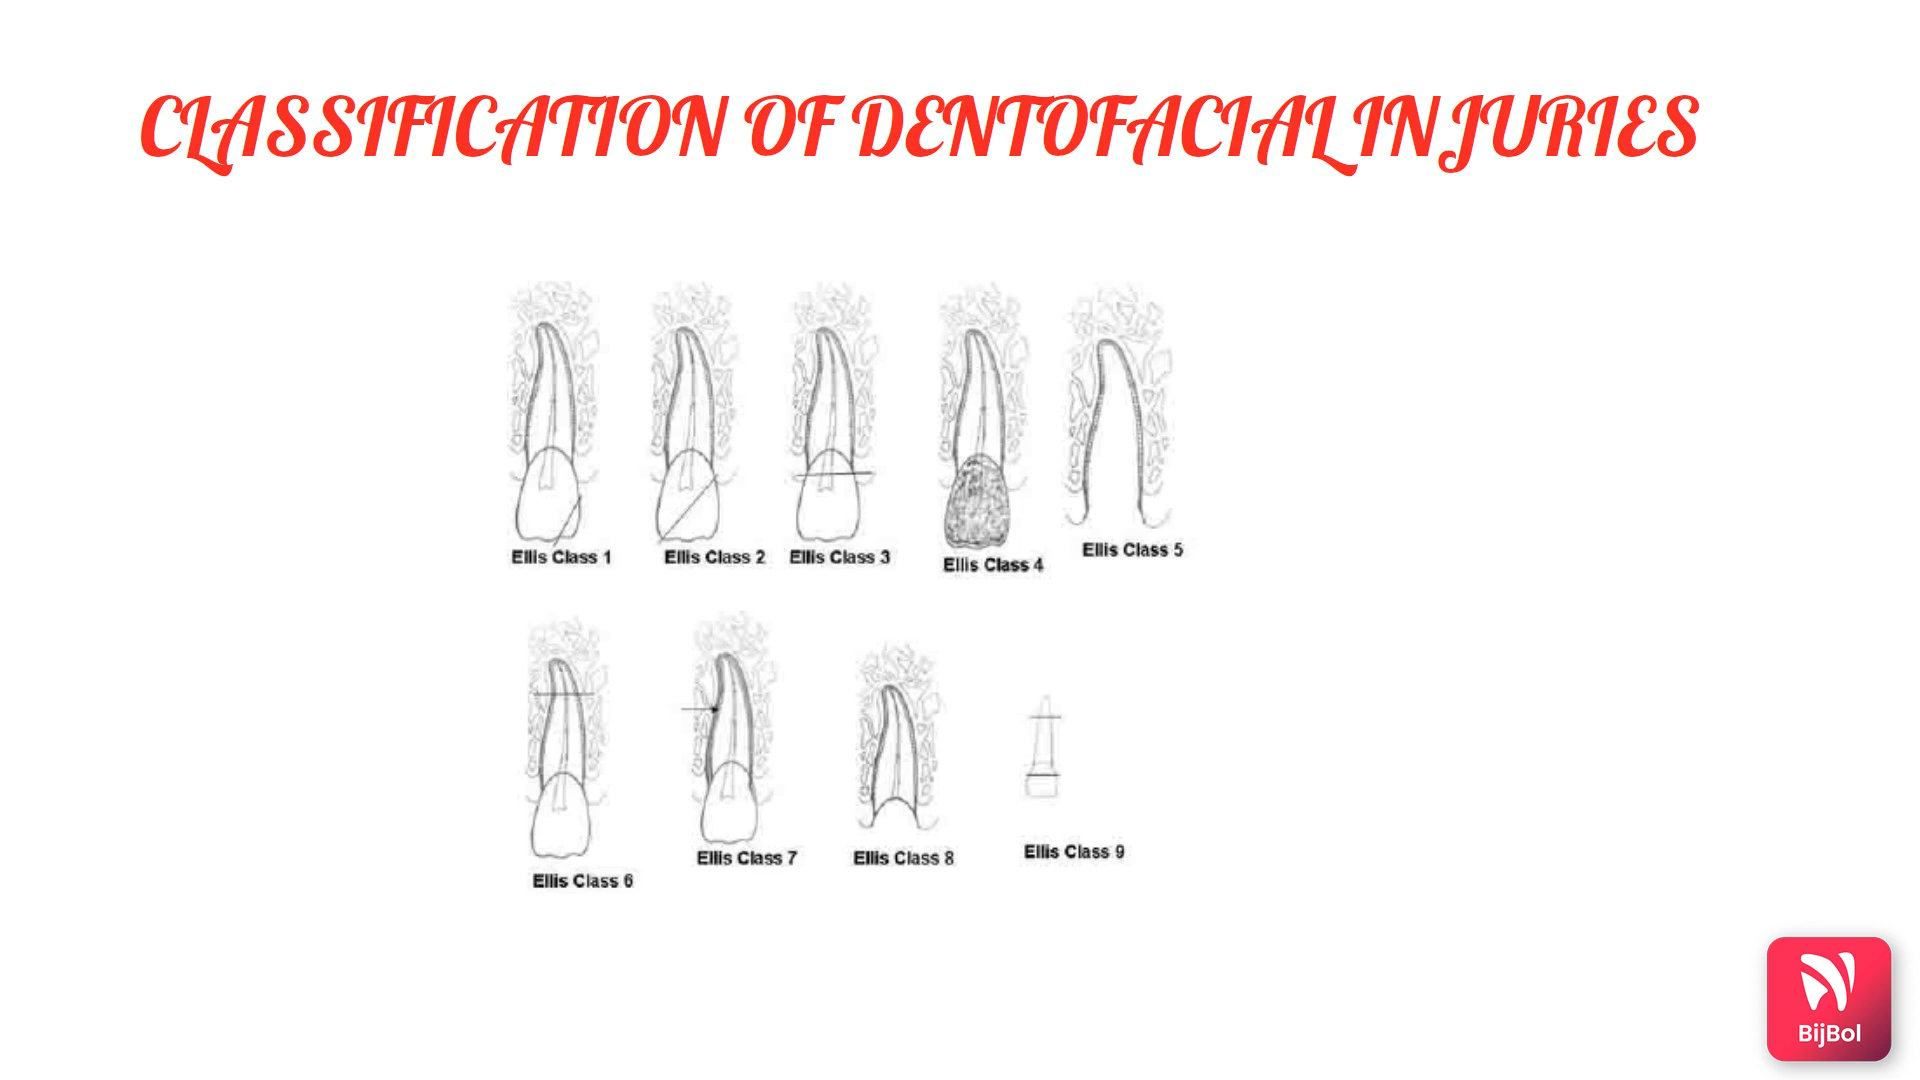 CLASSIFICATION OF DENTOFACIAL INJURIES
Ellis Class 1
Ellis Class 2
Ellis Class 3
Ellis Class 4
Ellis Class 5
Ellis Class 6
Ellis Class 7
Ellis Class 8
Ellis Class 9
BijBol